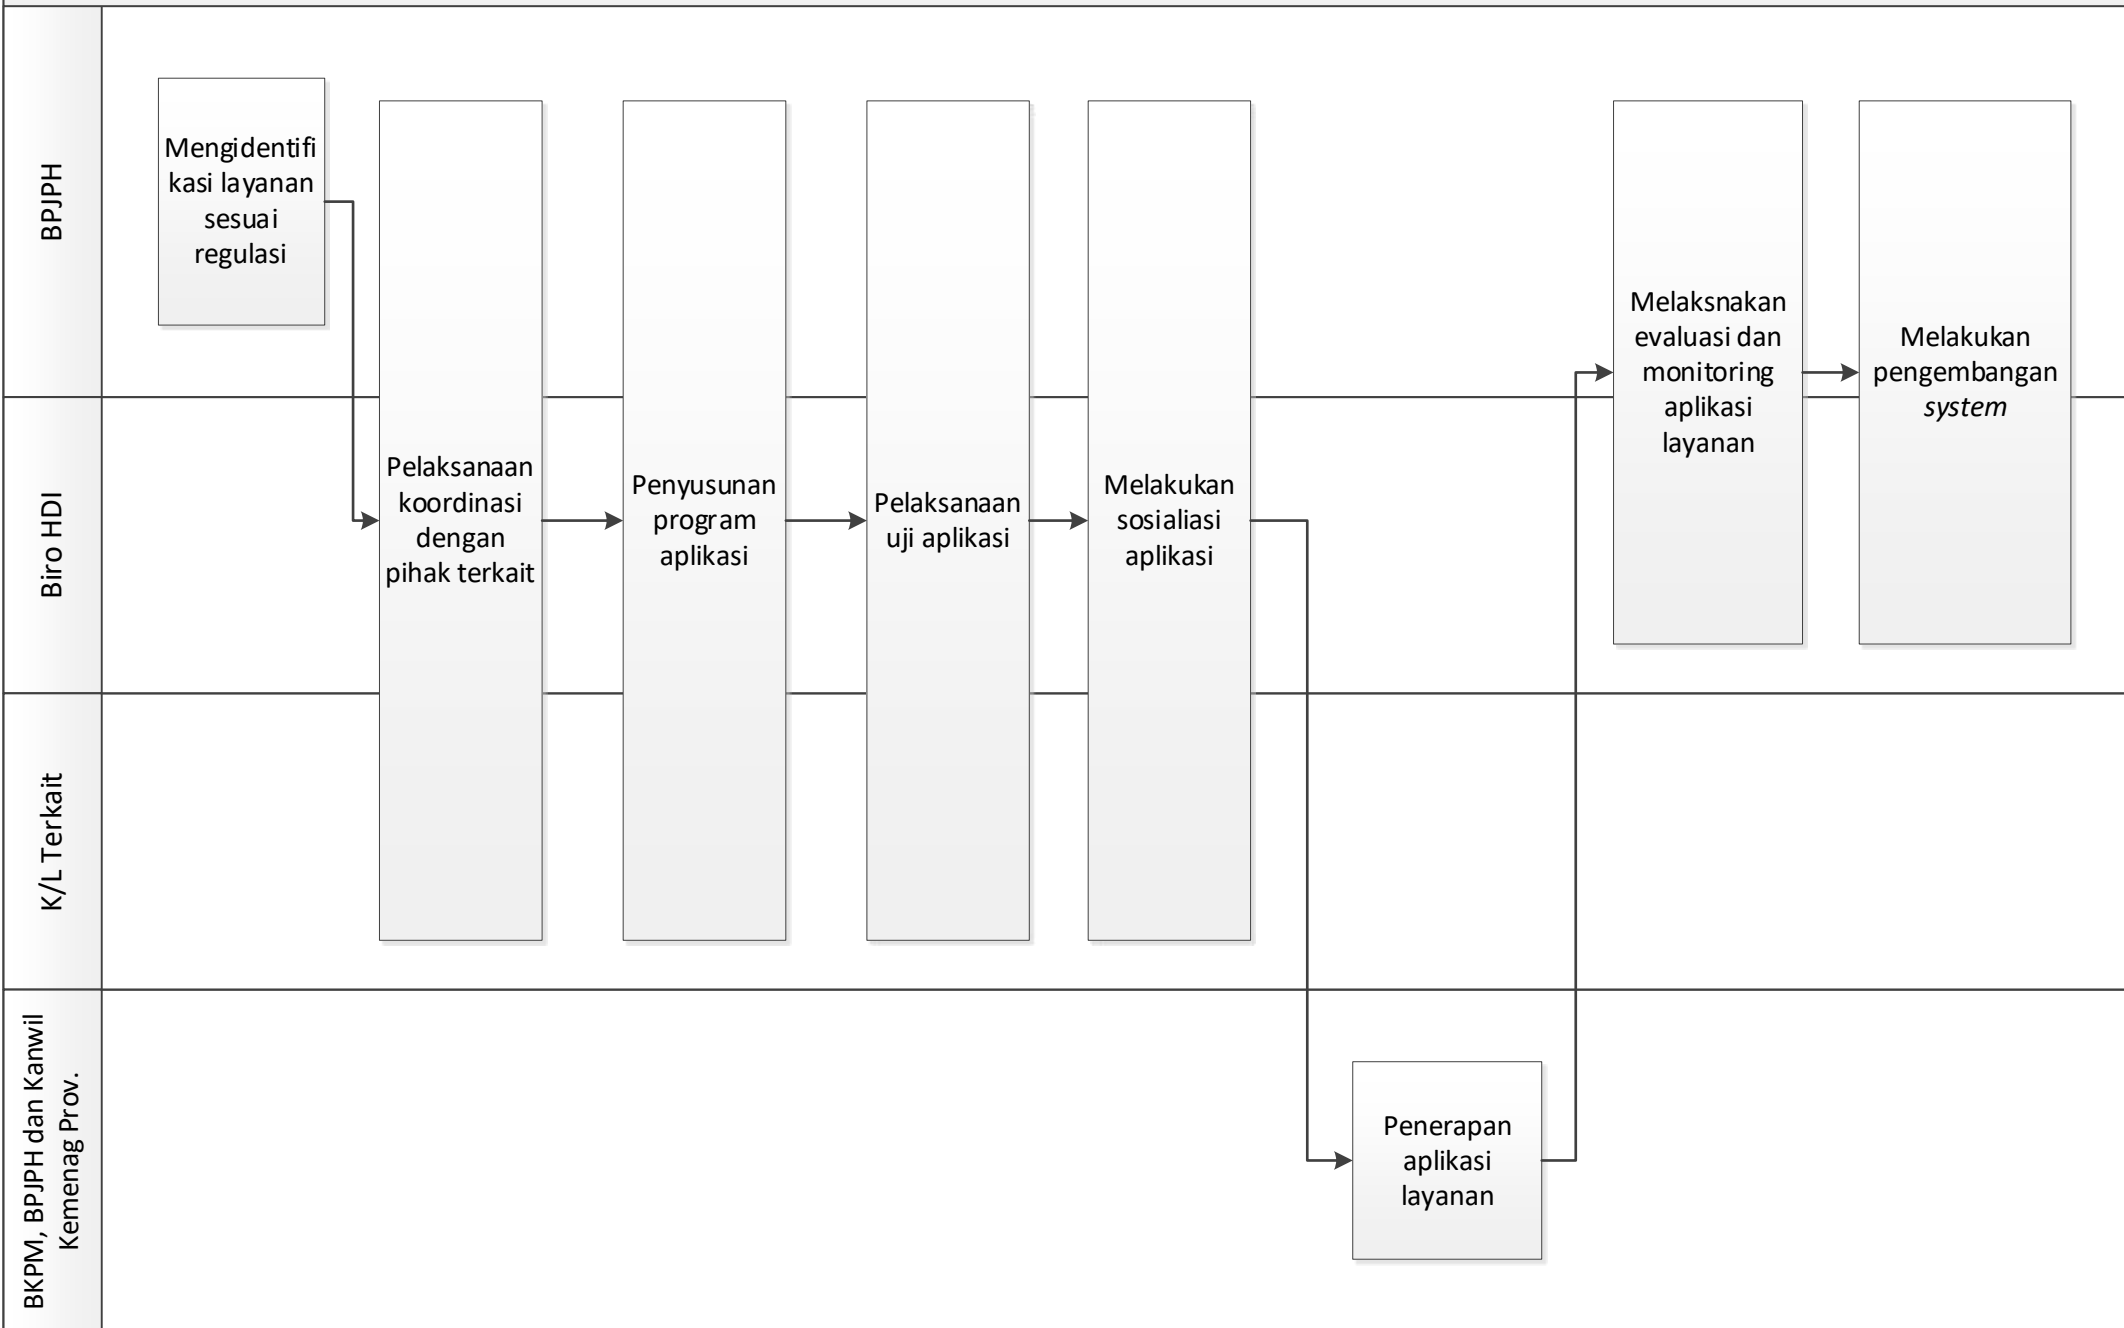 BPJPH
Mengidentifi
kasi layanan
sesuai
regulasi
Biro HDI
Pelaksanaan
koordinasi
dengan
pihak terkait
Penyusunan
program
aplikasi
Pelaksanaan
uji aplikasi
Melakukan
sosialiasi
aplikasi
Melaksnakan
evaluasi dan
monitoring
aplikasi
layanan
Melakukan
pengembangan
system
K/L Terkait
BKPM, BPJPH dan Kanwil
Kemenag Prov.
Penerapan
aplikasi
layanan